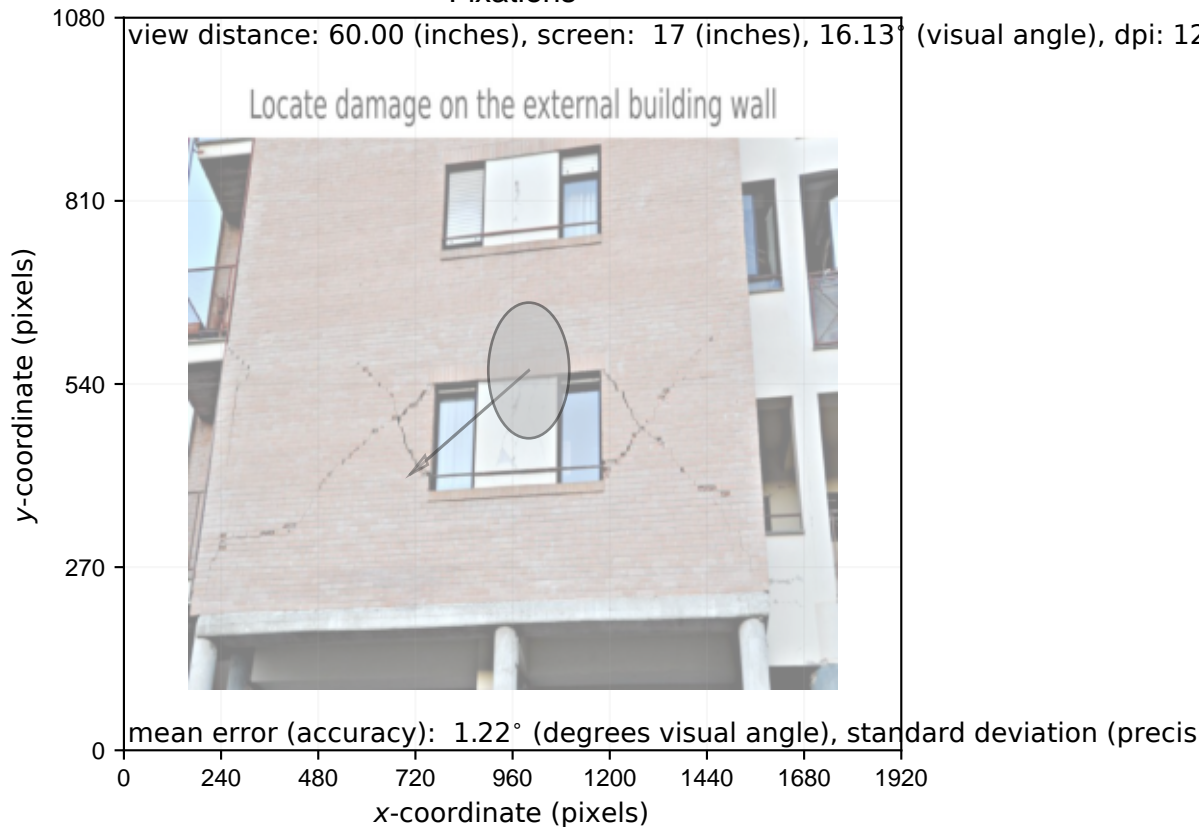 Fixations
1080
view distance: 60.00 (inches), screen:  17 (inches), 16.13° (visual angle), dpi: 12
Locate damage on the external building wall
810
540
270
0
mean error (accuracy):  1.22° (degrees visual angle), standard deviation (precis
0 240 480 720 960 1200 1440 1680 1920
x-coordinate (pixels)
y-coordinate (pixels)